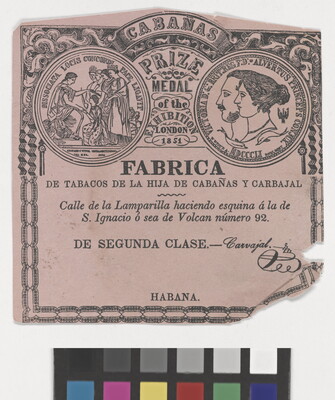 CABAÑAS
PRIZE
MEDAL
of the
EXHIBITION
LONDON
1851
FABRICA
DE TABACOS DE LA HIJA DE CABAÑAS Y CARBAJAL
Calle de la Lamparilla haciendo esquina á la de
S. Ignacio ó sea de Volcan número 92.
DE SEGUNDA CLASE.—Carvajal.
HABANA.